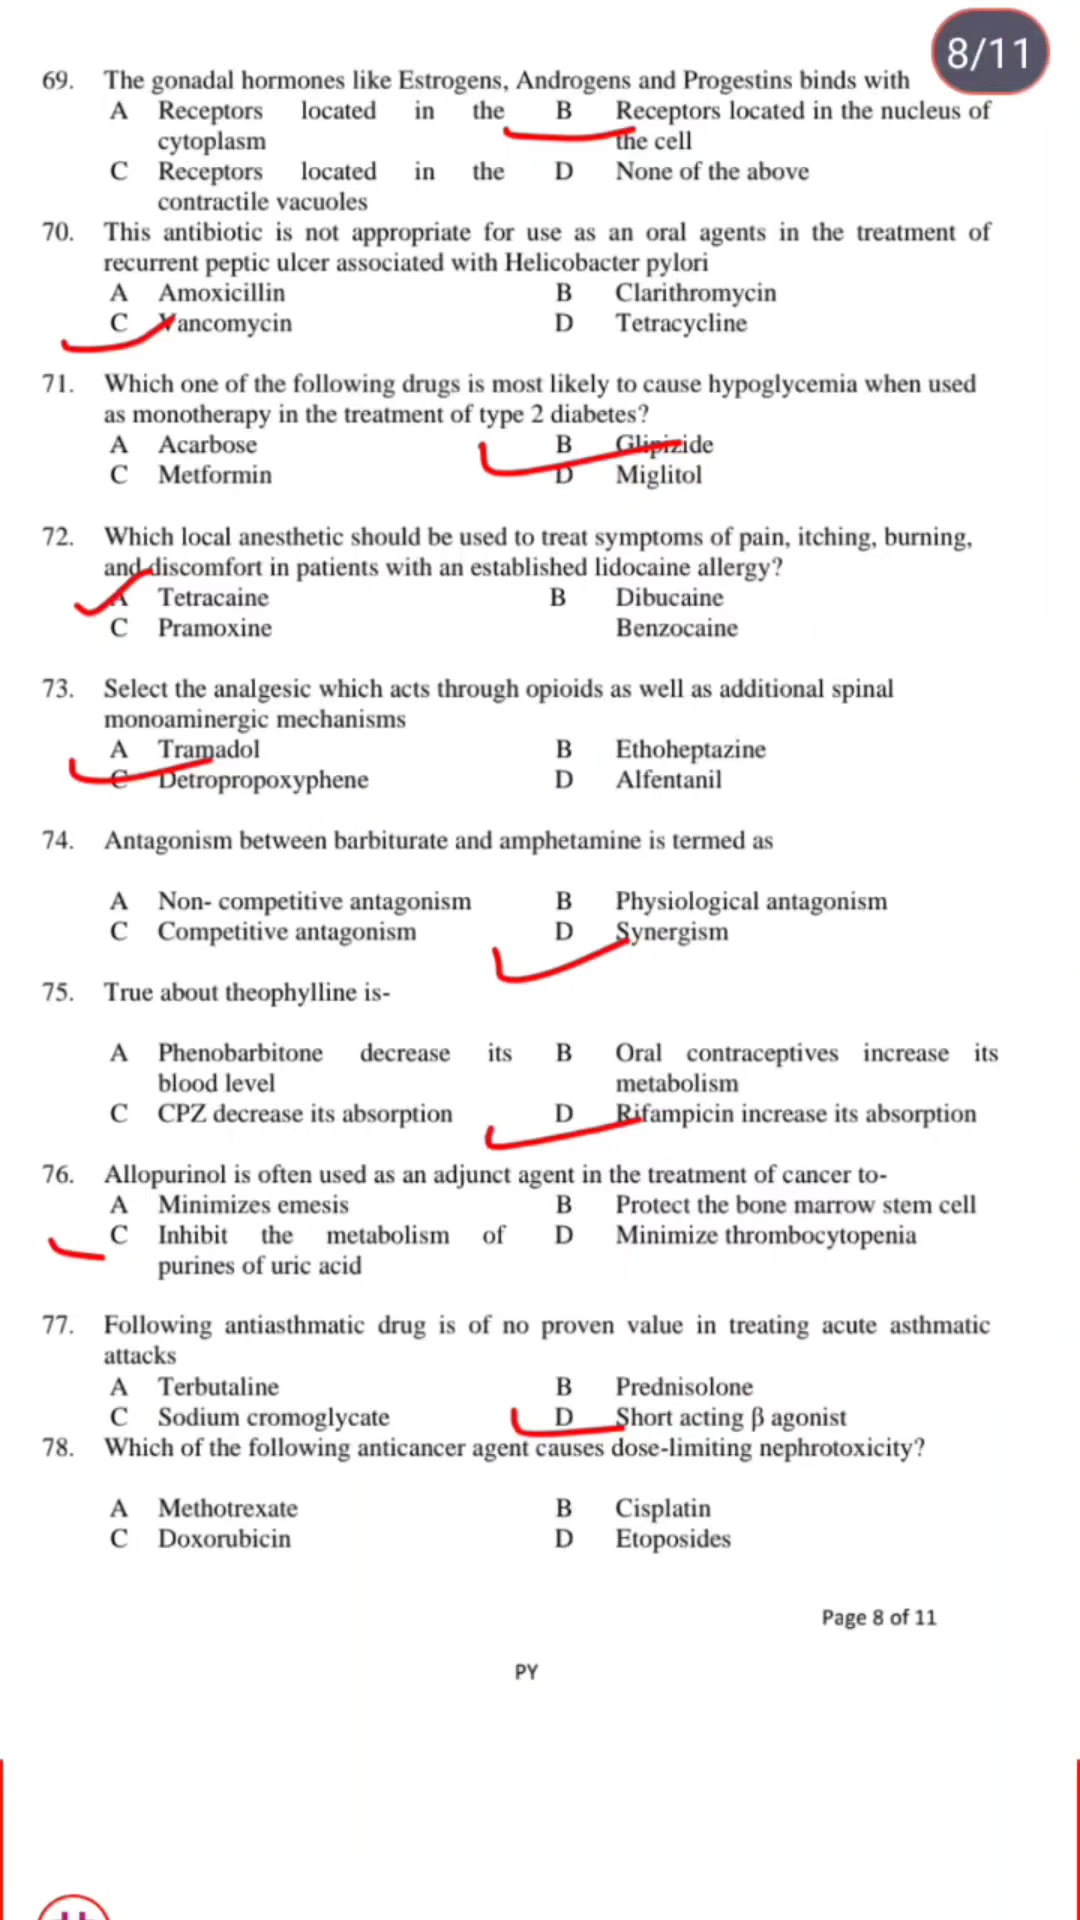 8/11
69. The gonadal hormones like Estrogens, Androgens and Progestins binds with
A Receptors located in the B Receptors located in the nucleus of
cytoplasm the cell
C Receptors located in the D None of the above
contractile vacuoles
70. This antibiotic is not appropriate for use as an oral agents in the treatment of
recurrent peptic ulcer associated with Helicobacter pylori
A Amoxicillin B Clarithromycin
C Vancomycin D Tetracycline
71. Which one of the following drugs is most likely to cause hypoglycemia when used
as monotherapy in the treatment of type 2 diabetes?
A Acarbose B Glipizide
C Metformin D Miglitol
72. Which local anesthetic should be used to treat symptoms of pain, itching, burning,
and discomfort in patients with an established lidocaine allergy?
A Tetracaine B Dibucaine
C Pramoxine Benzocaine
73. Select the analgesic which acts through opioids as well as additional spinal
monoaminergic mechanisms
A Tramadol B Ethoheptazine
C Detropropoxyphene D Alfentanil
74. Antagonism between barbiturate and amphetamine is termed as
A Non- competitive antagonism B Physiological antagonism
C Competitive antagonism D Synergism
75. True about theophylline is-
A Phenobarbitone decrease its B Oral contraceptives increase its
blood level metabolism
C CPZ decrease its absorption D Rifampicin increase its absorption
76. Allopurinol is often used as an adjunct agent in the treatment of cancer to-
A Minimizes emesis B Protect the bone marrow stem cell
C Inhibit the metabolism of D Minimize thrombocytopenia
purines of uric acid
77. Following antiasthmatic drug is of no proven value in treating acute asthmatic
attacks
A Terbutaline B Prednisolone
C Sodium cromoglycate D Short acting β agonist
78. Which of the following anticancer agent causes dose-limiting nephrotoxicity?
A Methotrexate B Cisplatin
C Doxorubicin D Etoposides
Page 8 of 11
PY